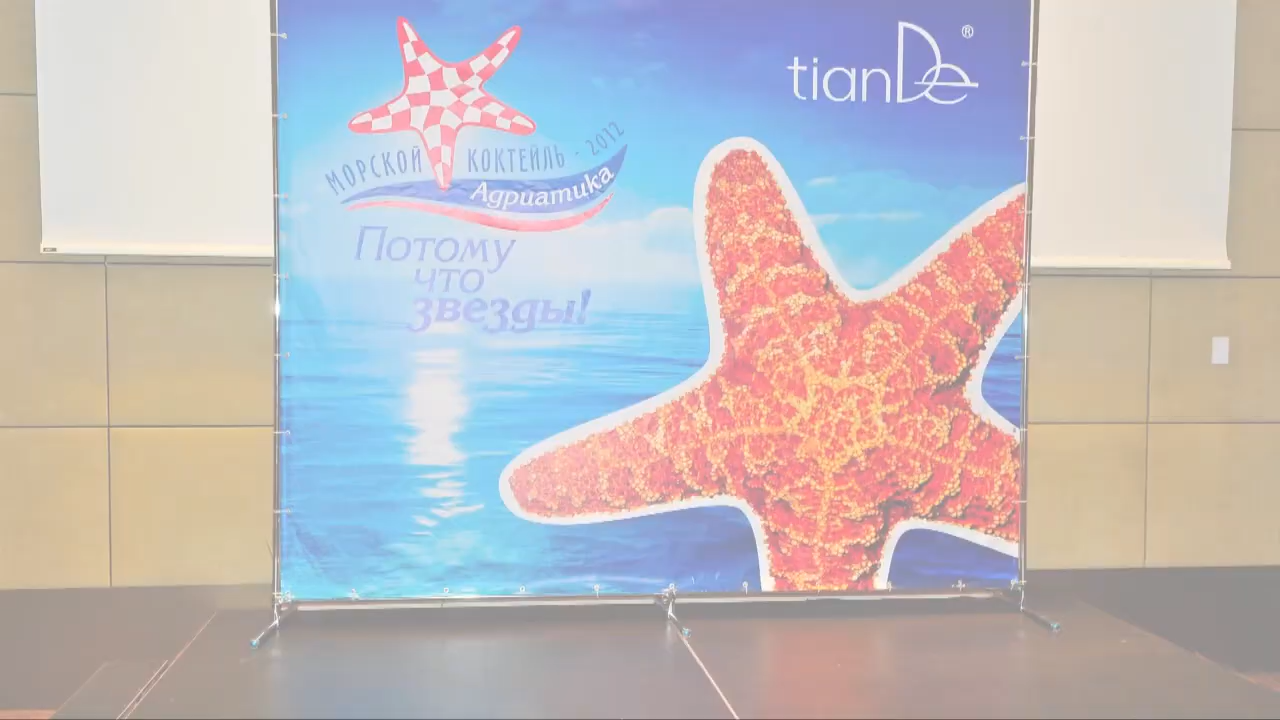 tianDe®
МОРСКОЙ КОКТЕЙЛЬ · 2012
Адриатика
Потому
что
звезды!